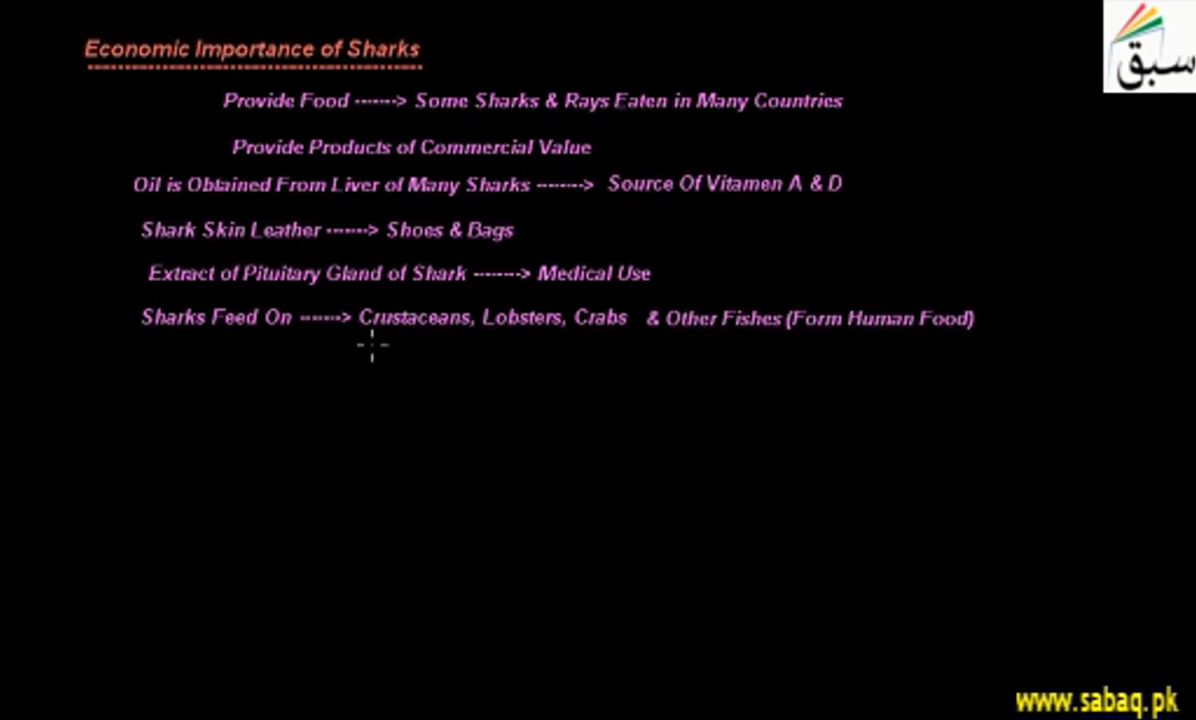 Economic Importance of Sharks
سبق
Provide Food -------> Some Sharks & Rays Eaten in Many Countries
Provide Products of Commercial Value
Oil is Obtained From Liver of Many Sharks --------> Source Of Vitamen A & D
Shark Skin Leather -------> Shoes & Bags
Extract of Pituitary Gland of Shark --------> Medical Use
Sharks Feed On -------> Crustaceans, Lobsters, Crabs & Other Fishes (Form Human Food)
www.sabaq.pk